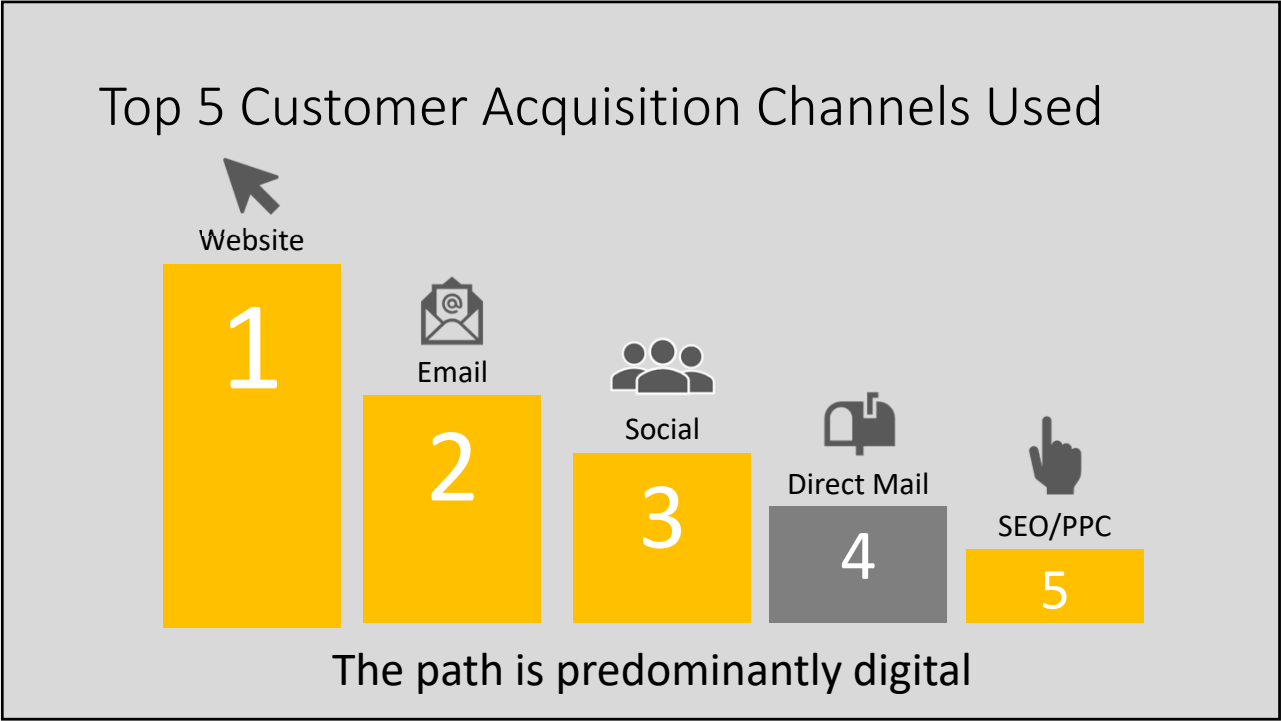 Top 5 Customer Acquisition Channels Used
Website
1
@
Email
2
Social
3
Direct Mail
4
SEO/PPC
5
The path is predominantly digital